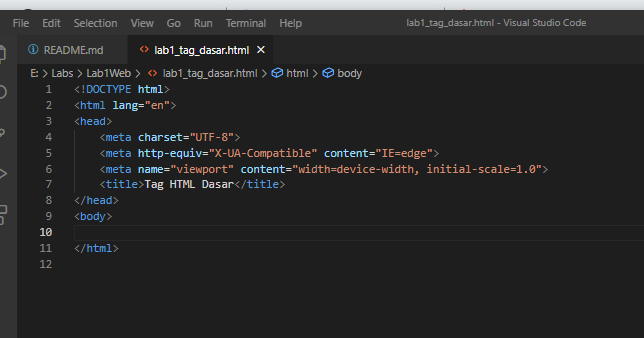 File Edit Selection View Go Run Terminal Help lab1_tag_dasar.html - Visual Studio Code
README.md lab1_tag_dasar.html
E: > Labs > Lab1Web > lab1_tag_dasar.html > html > body
1 <!DOCTYPE html>
2 <html lang="en">
3 <head>
4 <meta charset="UTF-8">
5 <meta http-equiv="X-UA-Compatible" content="IE=edge">
6 <meta name="viewport" content="width=device-width, initial-scale=1.0">
7 <title>Tag HTML Dasar</title>
8 </head>
9 <body>
10
11 </html>
12